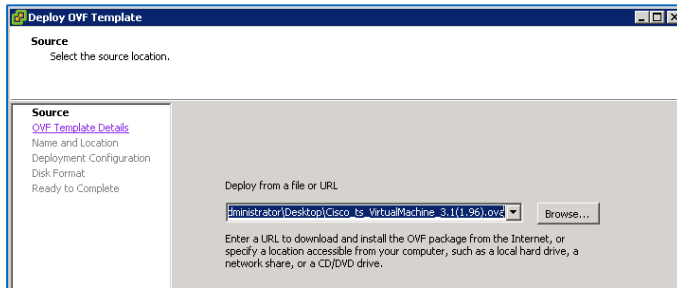 Deploy OVF Template
Source
Select the source location.
Source
OVF Template Details
Name and Location
Deployment Configuration
Disk Format
Ready to Complete
Deploy from a file or URL
dministrator\Desktop\Cisco_ts_VirtualMachine_3.1(1.96).ova
Browse...
Enter a URL to download and install the OVF package from the Internet, or
specify a location accessible from your computer, such as a local hard drive, a
network share, or a CD/DVD drive.